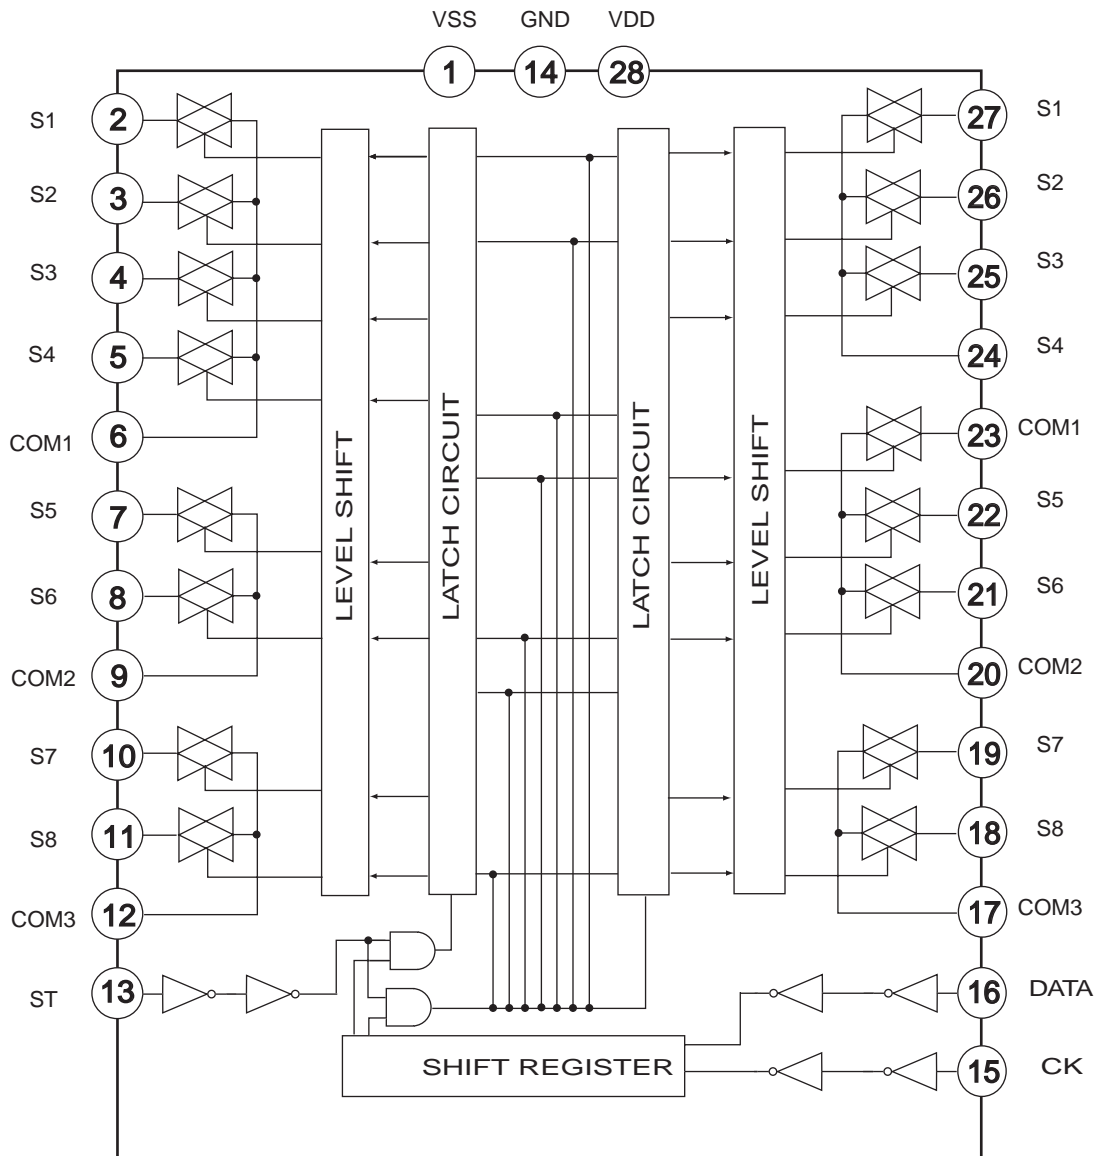 VSS GND VDD
1 14 28
S1 2 27 S1
S2 3 26 S2
S3 4 25 S3
S4 5 24 S4
COM1 6 23 COM1
S5 7 22 S5
S6 8 21 S6
COM2 9 20 COM2
S7 10 19 S7
S8 11 18 S8
COM3 12 17 COM3
ST 13 16 DATA
15 CK
LEVEL SHIFT
LATCH CIRCUIT
LATCH CIRCUIT
LEVEL SHIFT
SHIFT REGISTER